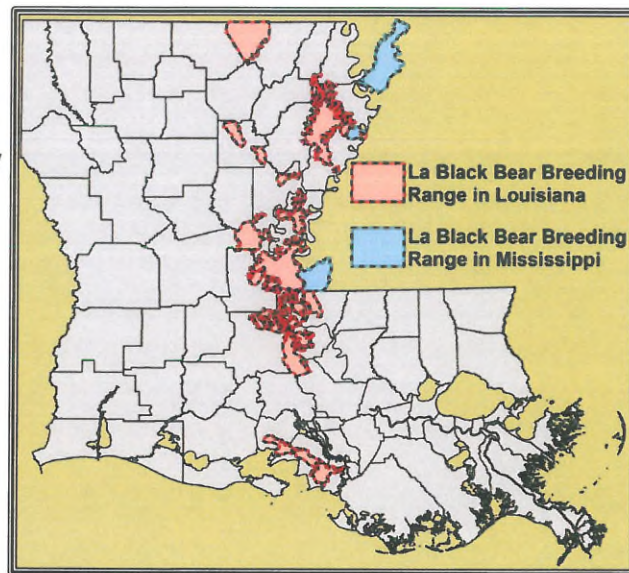 La Black Bear Breeding
Range in Louisiana
La Black Bear Breeding
Range in Mississippi